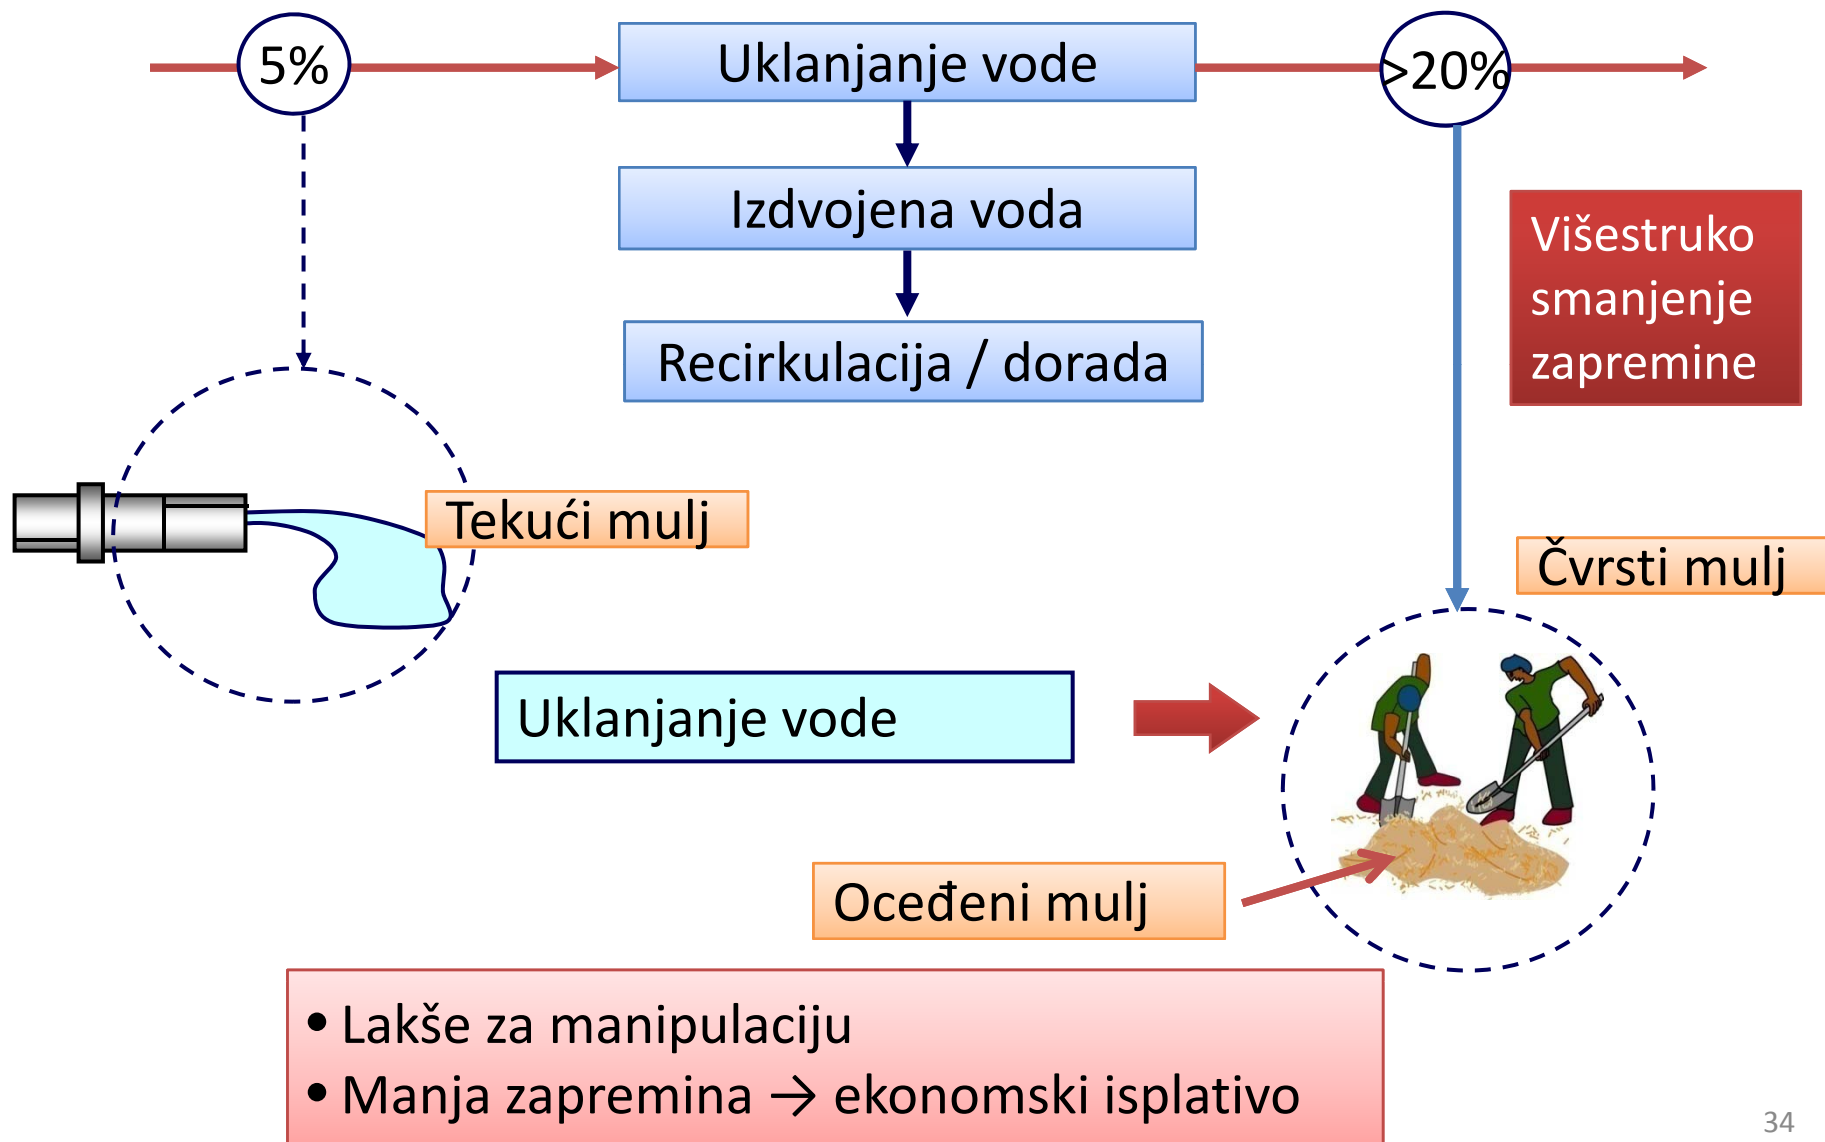 5%
Uklanjanje vode
>20%
Izdvojena voda
Višestruko
smanjenje
zapremine
Recirkulacija / dorada
Tekući mulj
Čvrsti mulj
Uklanjanje vode
Oceđeni mulj
• Lakše za manipulaciju
• Manja zapremina → ekonomski isplativo
34